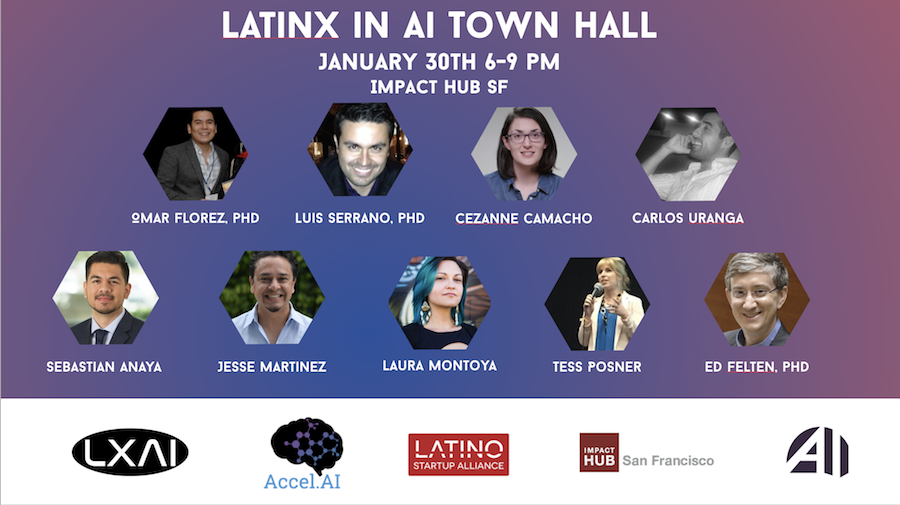 LATINX IN AI TOWN HALL
JANUARY 30TH 6-9 PM
IMPACT HUB SF
OMAR FLOREZ, PHD
LUIS SERRANO, PHD
CEZANNE CAMACHO
CARLOS URANGA
SEBASTIAN ANAYA
JESSE MARTINEZ
LAURA MONTOYA
TESS POSNER
ED FELTEN, PHD
LXAI
Accel.AI
LATINO
STARTUP ALLIANCE
IMPACT
HUB
San Francisco
AI